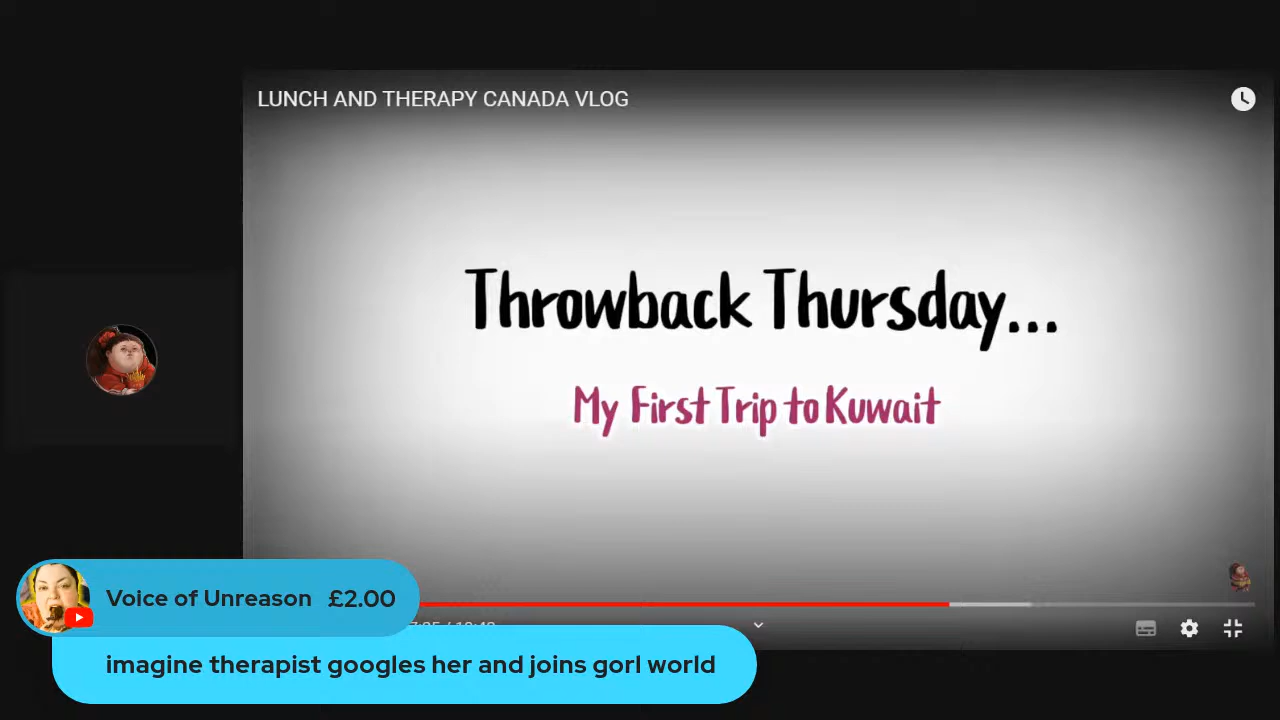 LUNCH AND THERAPY CANADA VLOG
Throwback Thursday...
My First Trip to Kuwait
Voice of Unreason £2.00
imagine therapist googles her and joins gorl world